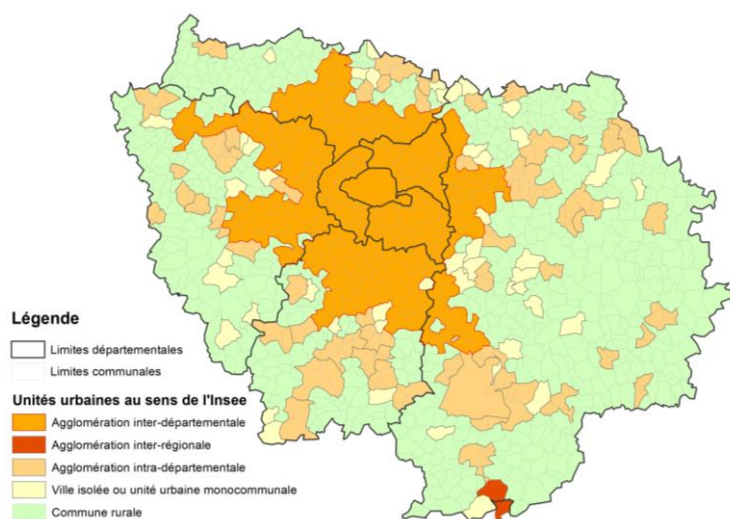 Légende
Limites départementales
Limites communales
Unités urbaines au sens de l'Insee
Agglomération inter-départementale
Agglomération inter-régionale
Agglomération intra-départementale
Ville isolée ou unité urbaine monocommunale
Commune rurale